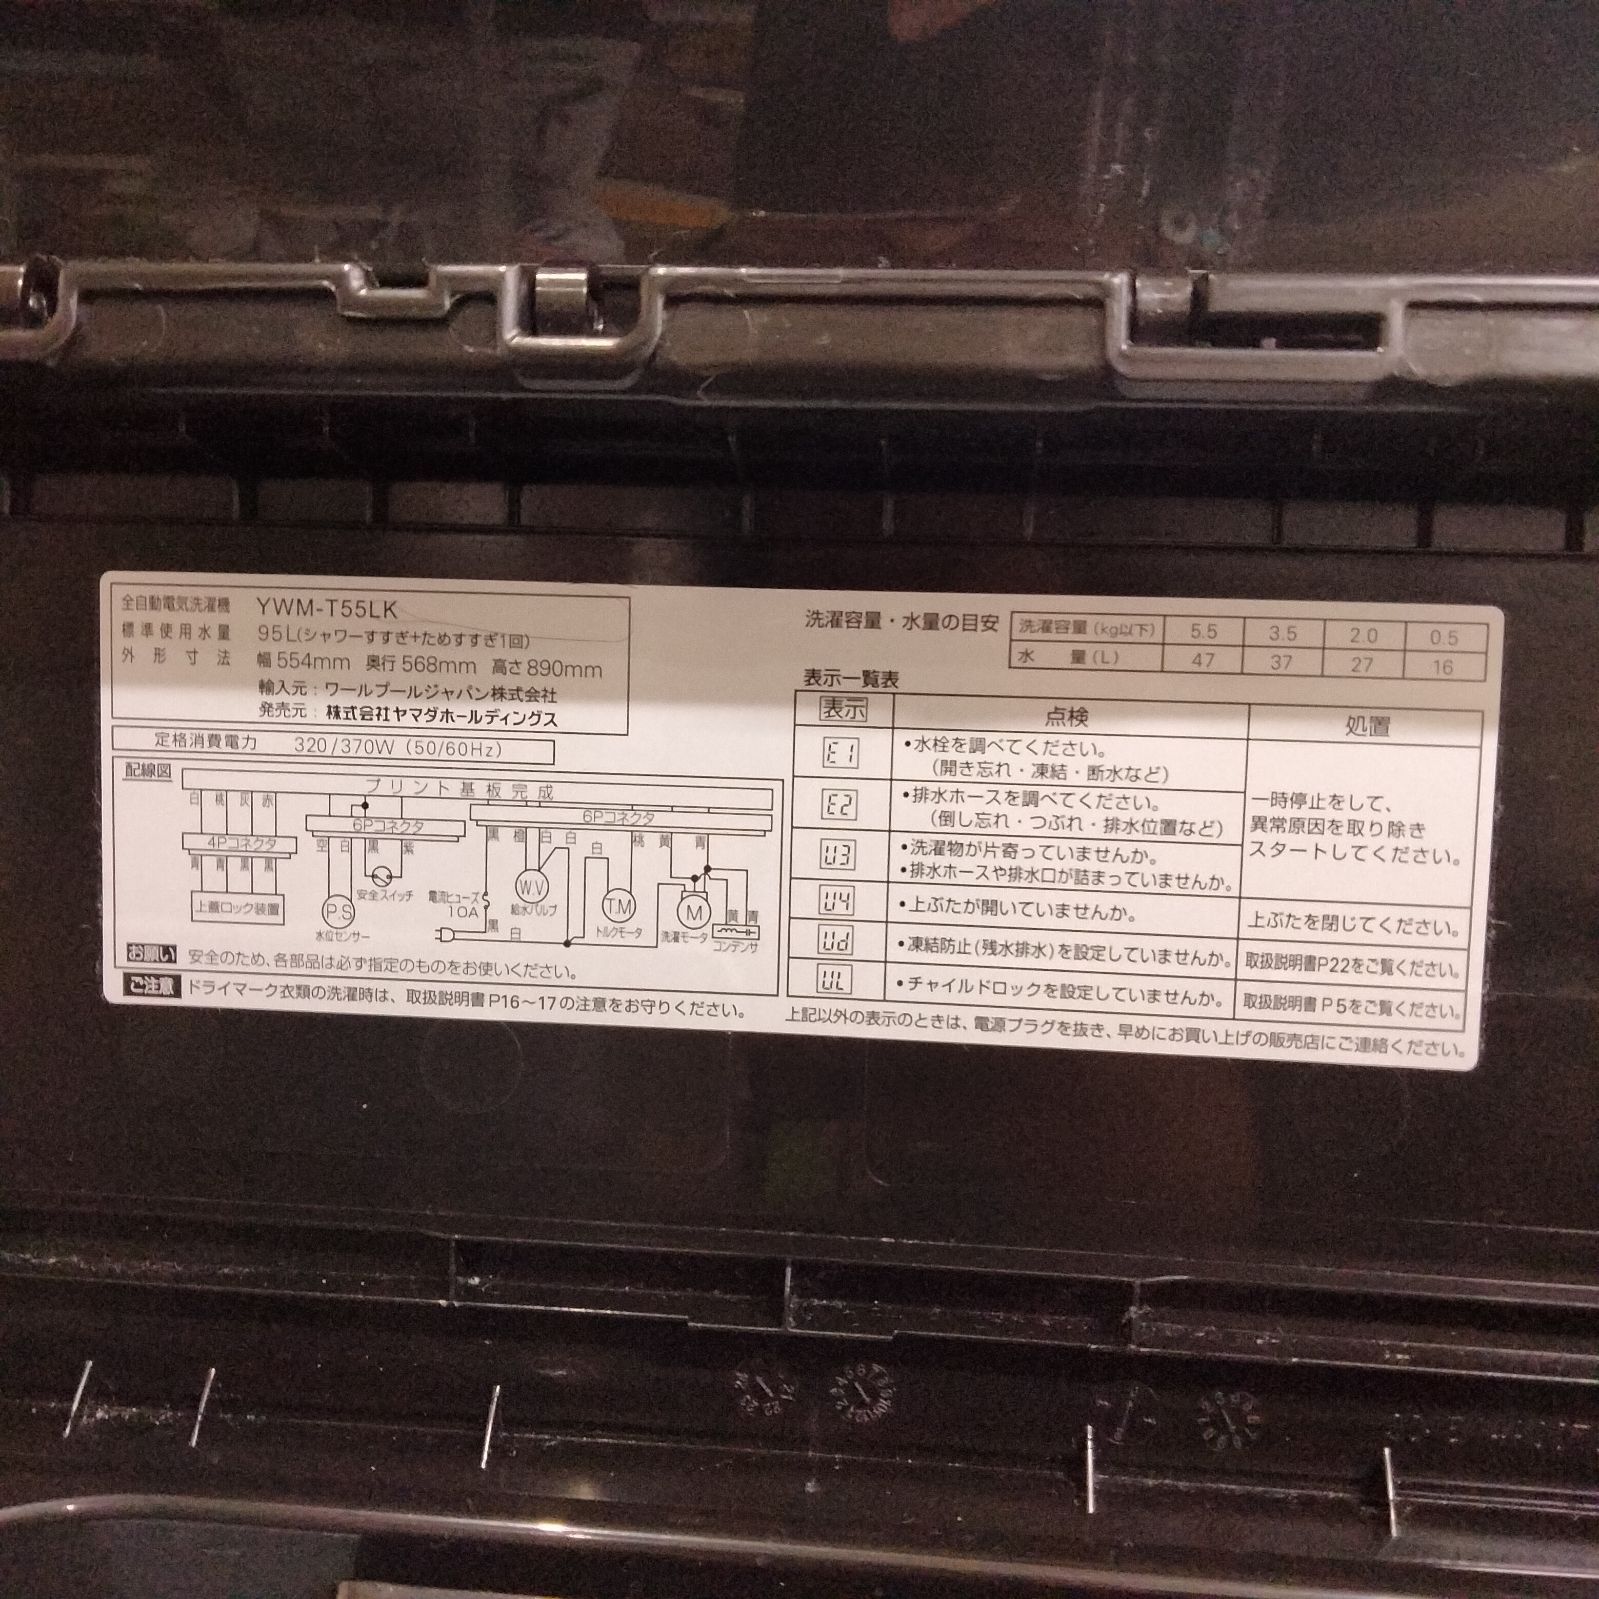 全自動電気洗濯機 YWM-T55LK
標準使用水量 95L(シャワーすすぎ+ためすすぎ1回)
外形寸法 幅554mm 奥行568mm 高さ890mm
輸入元：ワールプールジャパン株式会社
発売元：株式会社ヤマダホールディングス
定格消費電力 320/370W (50/60Hz)
配線図
プリント基板完成
白 桃 灰 赤
6Pコネクタ
6Pコネクタ
4Pコネクタ
空 白 黒 紫
黒 橙 白 白 白 桃 黄 青
青 青 黒 黒
上蓋ロック装置
安全スイッチ
P.S
水位センサー
電流ヒューズ
10A
黒
白
W.V
給水バルブ
T.M
トルクモータ
M
洗濯モータ
黄 青
コンデンサ
お願い 安全のため、各部品は必ず指定のものをお使いください。
ご注意 ドライマーク衣類の洗濯時は、取扱説明書P16～17の注意をお守りください。
洗濯容量・水量の目安
洗濯容量(kg以下) 5.5 3.5 2.0 0.5
水量(L) 47 37 27 16
表示一覧表
表示 点検 処置
E1 •水栓を調べてください。
(開き忘れ・凍結・断水など)
E2 •排水ホースを調べてください。
(倒し忘れ・つぶれ・排水位置など)
U3 •洗濯物が片寄っていませんか。
•排水ホースや排水口が詰まっていませんか。
一時停止をして、
異常原因を取り除き
スタートしてください。
U4 •上ぶたが開いていませんか。 上ぶたを閉じてください。
Ud •凍結防止(残水排水)を設定していませんか。 取扱説明書P22をご覧ください。
UL •チャイルドロックを設定していませんか。 取扱説明書P5をご覧ください。
上記以外の表示のときは、電源プラグを抜き、早めにお買い上げの販売店にご連絡ください。